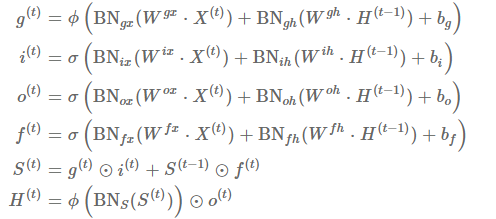 g^{(t)} = ϕ(BN_{gx}(W^{gx} · X^{(t)}) + BN_{gh}(W^{gh} · H^{(t−1)}) + b_g)
i^{(t)} = σ(BN_{ix}(W^{ix} · X^{(t)}) + BN_{ih}(W^{ih} · H^{(t−1)}) + b_i)
o^{(t)} = σ(BN_{ox}(W^{ox} · X^{(t)}) + BN_{oh}(W^{oh} · H^{(t−1)}) + b_o)
f^{(t)} = σ(BN_{fx}(W^{fx} · X^{(t)}) + BN_{fh}(W^{fh} · H^{(t−1)}) + b_f)
S^{(t)} = g^{(t)} ⊙ i^{(t)} + S^{(t−1)} ⊙ f^{(t)}
H^{(t)} = ϕ(BN_S(S^{(t)})) ⊙ o^{(t)}